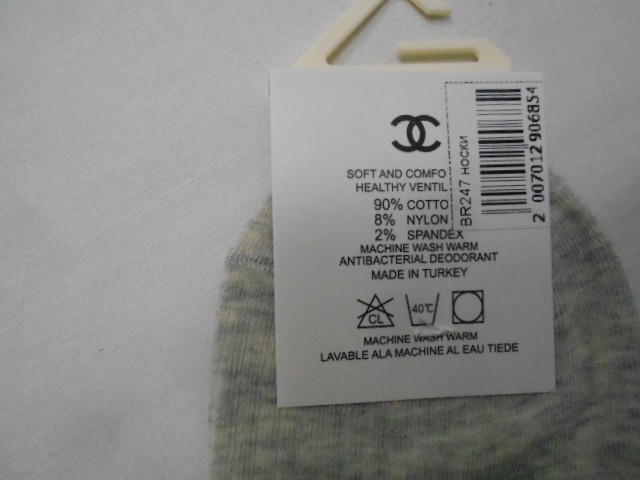 SOFT AND COMFO
HEALTHY VENTIL
90% COTTO
8% NYLON
2% SPANDEX
MACHINE WASH WARM
ANTIBACTERIAL DEODORANT
MADE IN TURKEY
CL
40°C
MACHINE WASH WARM
LAVABLE ALA MACHINE AL EAU TIEDE
BR247 носки
2 007012 906854